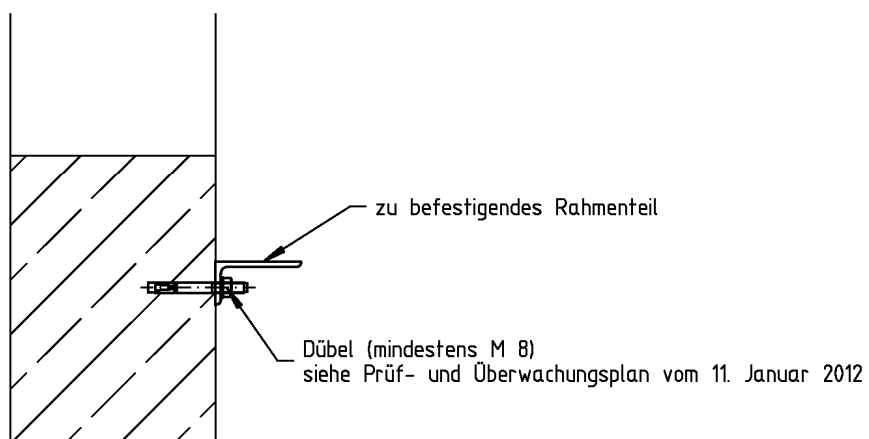 zu befestigendes Rahmenteil
Dübel (mindestens M 8)
siehe Prüf- und Überwachungsplan vom 11. Januar 2012